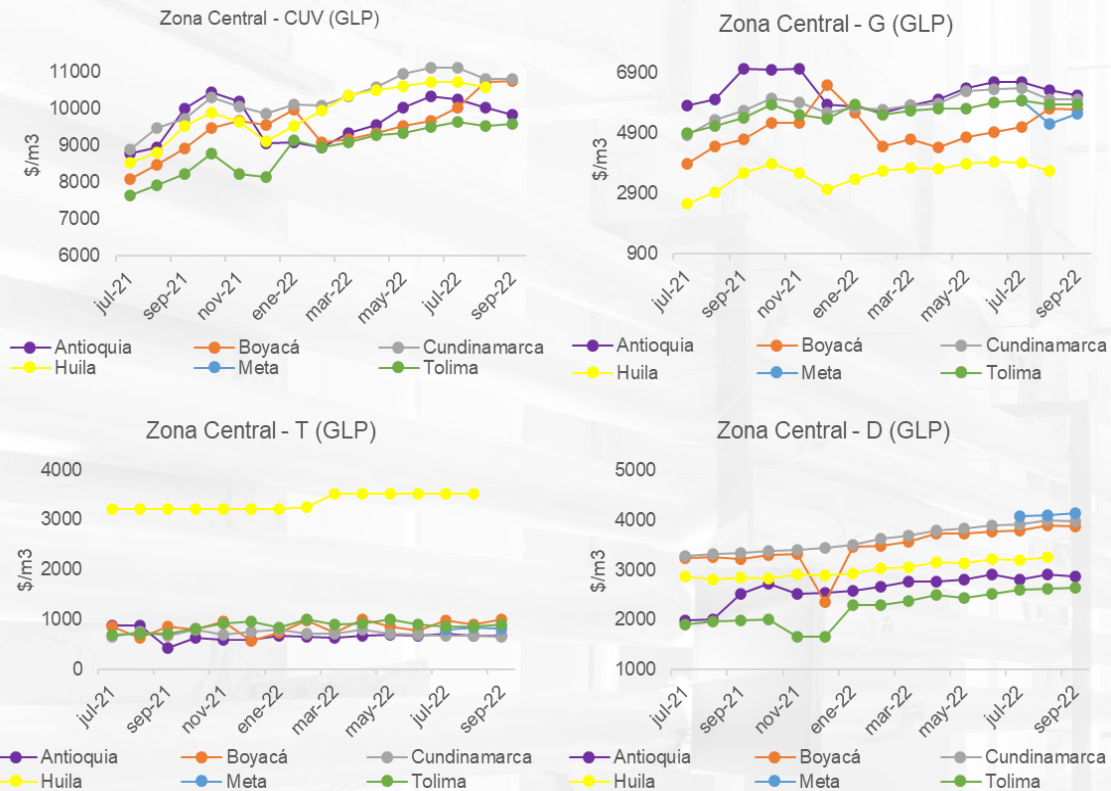 Zona Central - CUV (GLP)
$/m3
11000
10000
9000
8000
7000
6000
jul-21
sep-21
nov-21
ene-22
mar-22
may-22
jul-22
sep-22
Antioquia
Boyacá
Cundinamarca
Huila
Meta
Tolima
Zona Central - G (GLP)
$/m3
6900
4900
2900
900
jul-21
sep-21
nov-21
ene-22
mar-22
may-22
jul-22
sep-22
Antioquia
Boyacá
Cundinamarca
Huila
Meta
Tolima
Zona Central - T (GLP)
$/m3
4000
3000
2000
1000
0
jul-21
sep-21
nov-21
ene-22
mar-22
may-22
jul-22
sep-22
Antioquia
Boyacá
Cundinamarca
Huila
Meta
Tolima
Zona Central - D (GLP)
$/m3
5000
4000
3000
2000
1000
jul-21
sep-21
nov-21
ene-22
mar-22
may-22
jul-22
sep-22
Antioquia
Boyacá
Cundinamarca
Huila
Meta
Tolima